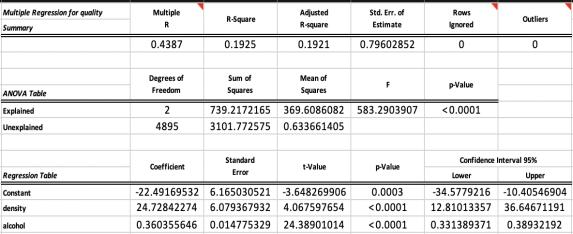 Multiple Regression for quality Multiple R-Square Adjusted Std. Err. of Rows Outliers
Summary R R-square Estimate Ignored
0.4387 0.1925 0.1921 0.79602852 0 0
Degrees of Sum of Mean of F p-Value
ANOVA Table Freedom Squares Squares
Explained 2 739.2172165 369.6086082 583.2903907 <0.0001
Unexplained 4895 3101.772575 0.633661405
Coefficient Standard t-Value p-Value Confidence Interval 95%
Regression Table Error Lower Upper
Constant -22.49169532 6.165030521 -3.648269906 0.0003 -34.5779216 -10.40546904
density 24.72842274 6.079367932 4.067597654 <0.0001 12.81013357 36.64671191
alcohol 0.360355646 0.014775329 24.38901014 <0.0001 0.331389371 0.38932192